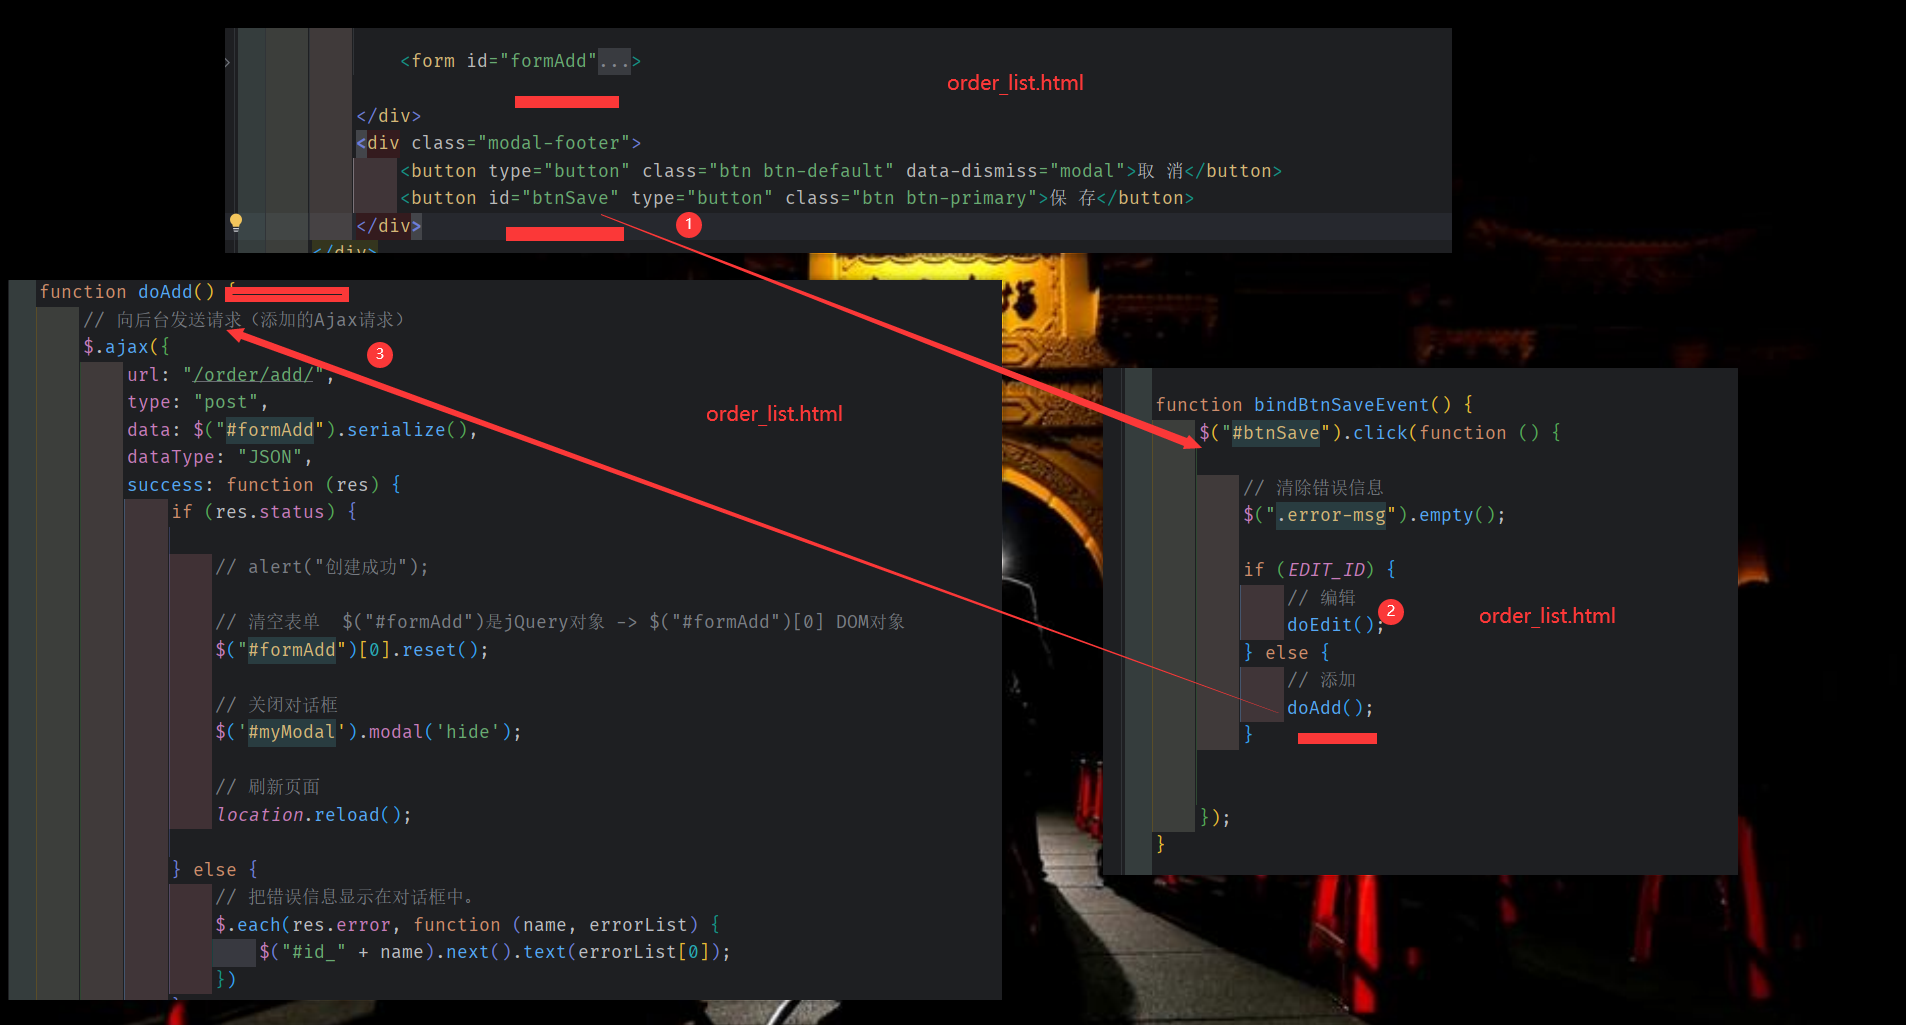 <form id="formAdd"...>
order_list.html
</div>
<div class="modal-footer">
<button type="button" class="btn btn-default" data-dismiss="modal">取 消</button>
<button id="btnSave" type="button" class="btn btn-primary">保 存</button>
</div>
1
</div>
function doAdd() {
// 向后台发送请求（添加的Ajax请求）
$.ajax({
3
url: "/order/add/",
type: "post",
order_list.html
data: $("#formAdd").serialize(),
dataType: "JSON",
success: function (res) {
if (res.status) {
// alert("创建成功");
// 清空表单  $("#formAdd")是jQuery对象 -> $("#formAdd")[0] DOM对象
$("#formAdd")[0].reset();
// 关闭对话框
$('#myModal').modal('hide');
// 刷新页面
location.reload();
} else {
// 把错误信息显示在对话框中。
$.each(res.error, function (name, errorList) {
$("#id_" + name).next().text(errorList[0]);
})
function bindBtnSaveEvent() {
$("#btnSave").click(function () {
// 清除错误信息
$(".error-msg").empty();
if (EDIT_ID) {
// 编辑
2
order_list.html
doEdit();
} else {
// 添加
doAdd();
}
});
}